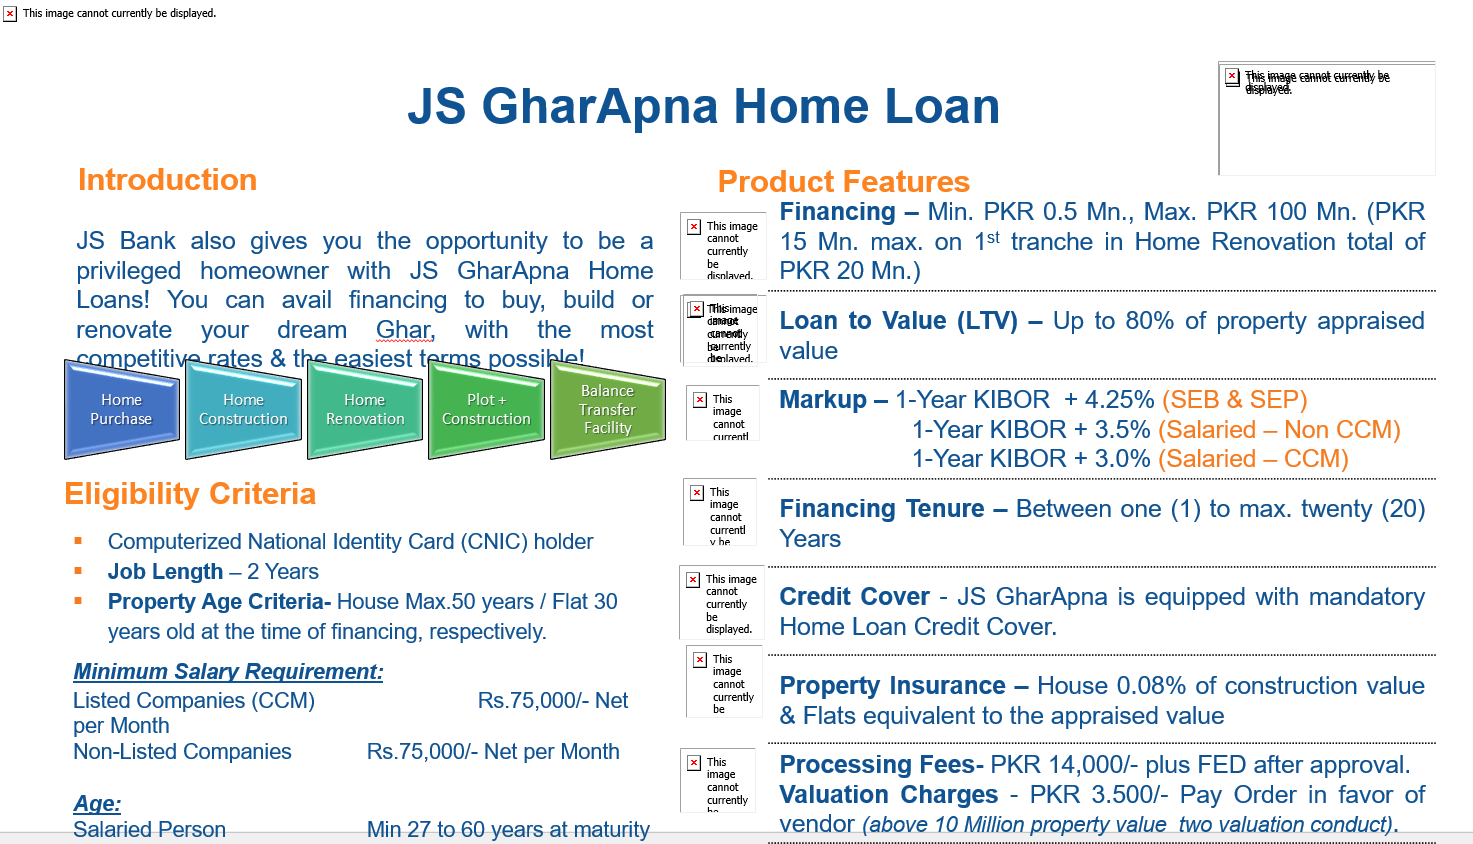 This image cannot currently be displayed.
This image cannot currently be
displayed.
JS GharApna Home Loan
Introduction
JS Bank also gives you the opportunity to be a
privileged homeowner with JS GharApna Home
Loans! You can avail financing to buy, build or
renovate your dream Ghar, with the most
competitive rates & the easiest terms possible!
Home
Purchase
Home
Construction
Home
Renovation
Plot +
Construction
Balance
Transfer
Facility
Eligibility Criteria
▪ Computerized National Identity Card (CNIC) holder
▪ Job Length – 2 Years
▪ Property Age Criteria- House Max.50 years / Flat 30
years old at the time of financing, respectively.
Minimum Salary Requirement:
Listed Companies (CCM) Rs.75,000/- Net
per Month
Non-Listed Companies Rs.75,000/- Net per Month
Age:
Salaried Person Min 27 to 60 years at maturity
Product Features
This image
cannot
currently
be
displayed.
Financing – Min. PKR 0.5 Mn., Max. PKR 100 Mn. (PKR
15 Mn. max. on 1st tranche in Home Renovation total of
PKR 20 Mn.)
This image
cannot
currently
be
displayed.
Loan to Value (LTV) – Up to 80% of property appraised
value
This
image
cannot
currentl
Markup – 1-Year KIBOR + 4.25% (SEB & SEP)
1-Year KIBOR + 3.5% (Salaried – Non CCM)
1-Year KIBOR + 3.0% (Salaried – CCM)
This
image
cannot
currentl
y be
Financing Tenure – Between one (1) to max. twenty (20)
Years
This image
cannot
currently
be
displayed.
Credit Cover - JS GharApna is equipped with mandatory
Home Loan Credit Cover.
This
image
cannot
currently
be
Property Insurance – House 0.08% of construction value
& Flats equivalent to the appraised value
This
image
cannot
currently
be
Processing Fees- PKR 14,000/- plus FED after approval.
Valuation Charges - PKR 3.500/- Pay Order in favor of
vendor (above 10 Million property value two valuation conduct).